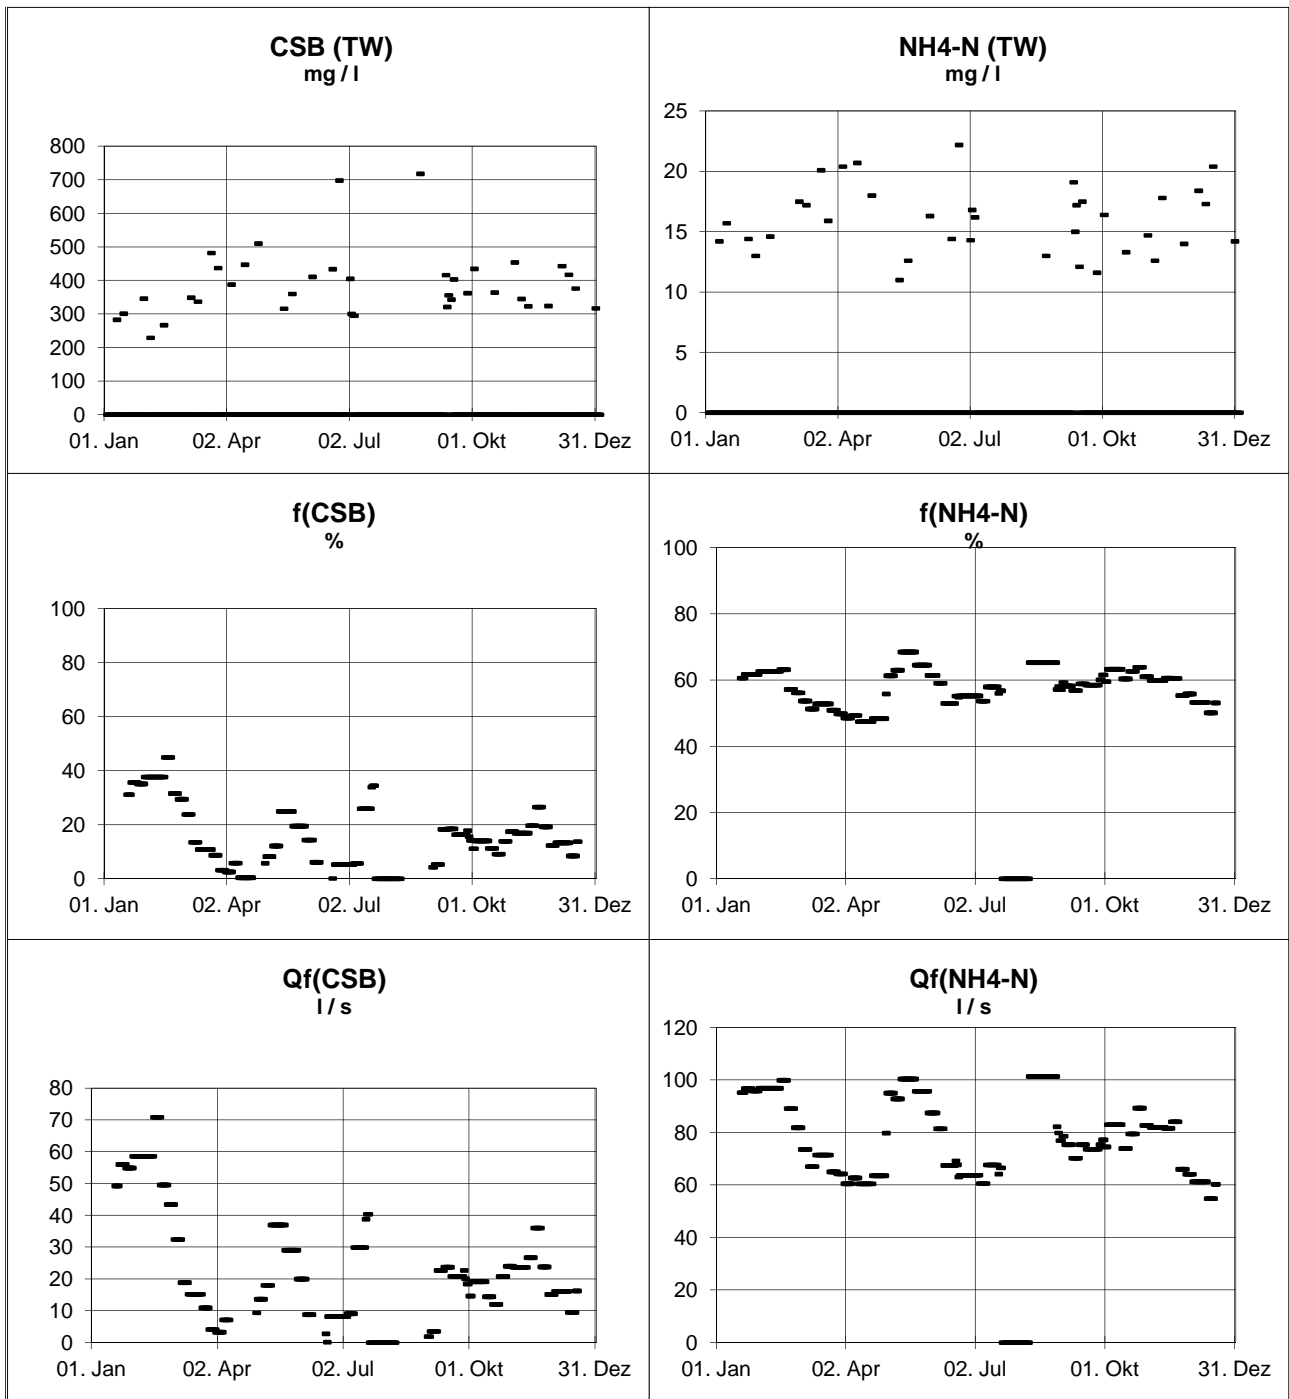 CSB (TW)
mg / l
800
700
600
500
400
300
200
100
0
01. Jan 02. Apr 02. Jul 01. Okt 31. Dez
NH4-N (TW)
mg / l
25
20
15
10
5
0
01. Jan 02. Apr 02. Jul 01. Okt 31. Dez
f(CSB)
%
100
80
60
40
20
0
01. Jan 02. Apr 02. Jul 01. Okt 31. Dez
f(NH4-N)
%
100
80
60
40
20
0
01. Jan 02. Apr 02. Jul 01. Okt 31. Dez
Qf(CSB)
l / s
80
70
60
50
40
30
20
10
0
01. Jan 02. Apr 02. Jul 01. Okt 31. Dez
Qf(NH4-N)
l / s
120
100
80
60
40
20
0
01. Jan 02. Apr 02. Jul 01. Okt 31. Dez